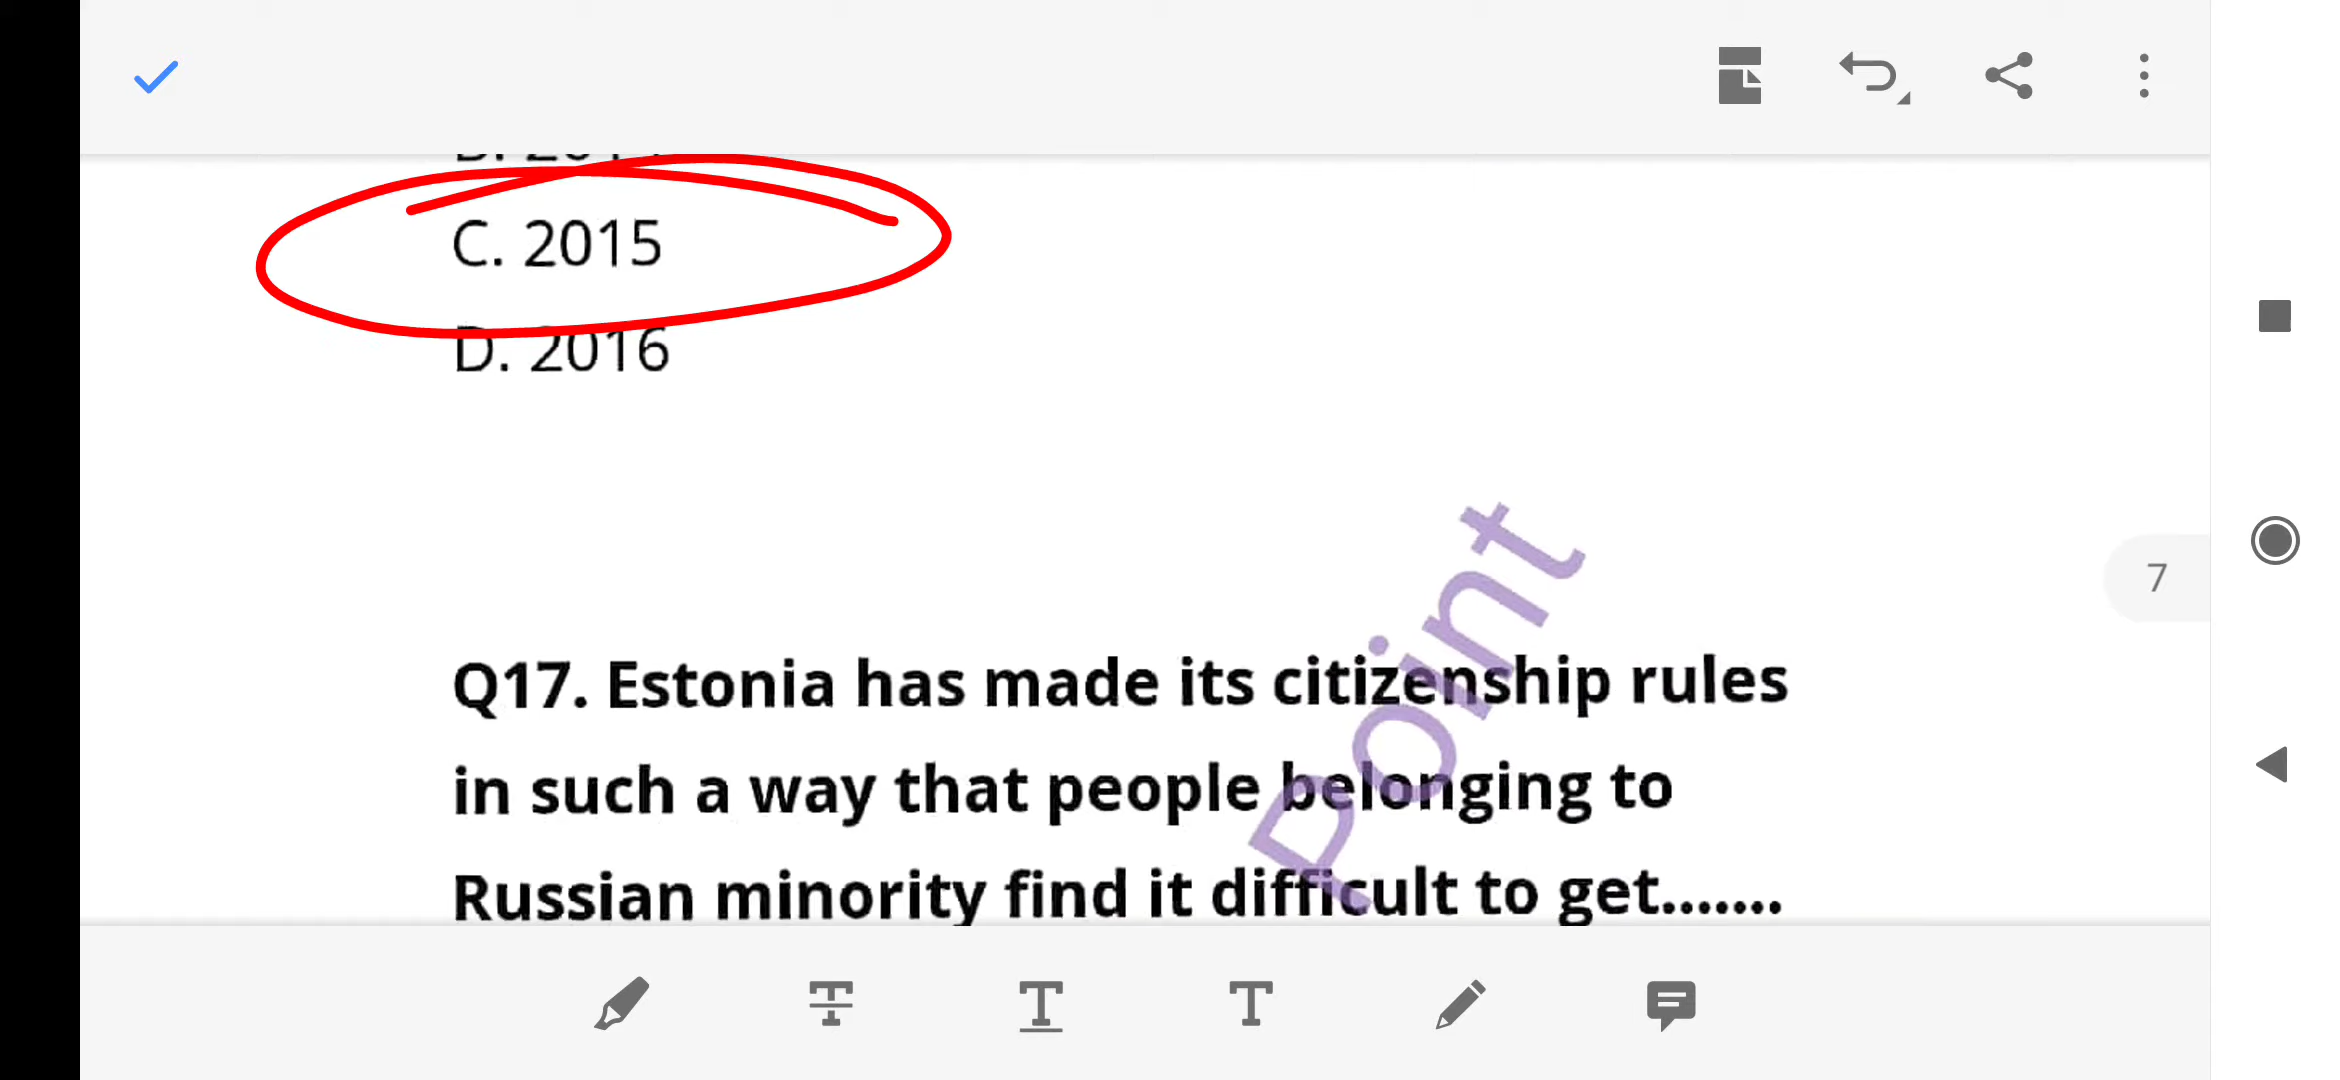 C. 2015
D. 2016
7
Q17. Estonia has made its citizenship rules
in such a way that people belonging to
Russian minority find it difficult to get.......
Point